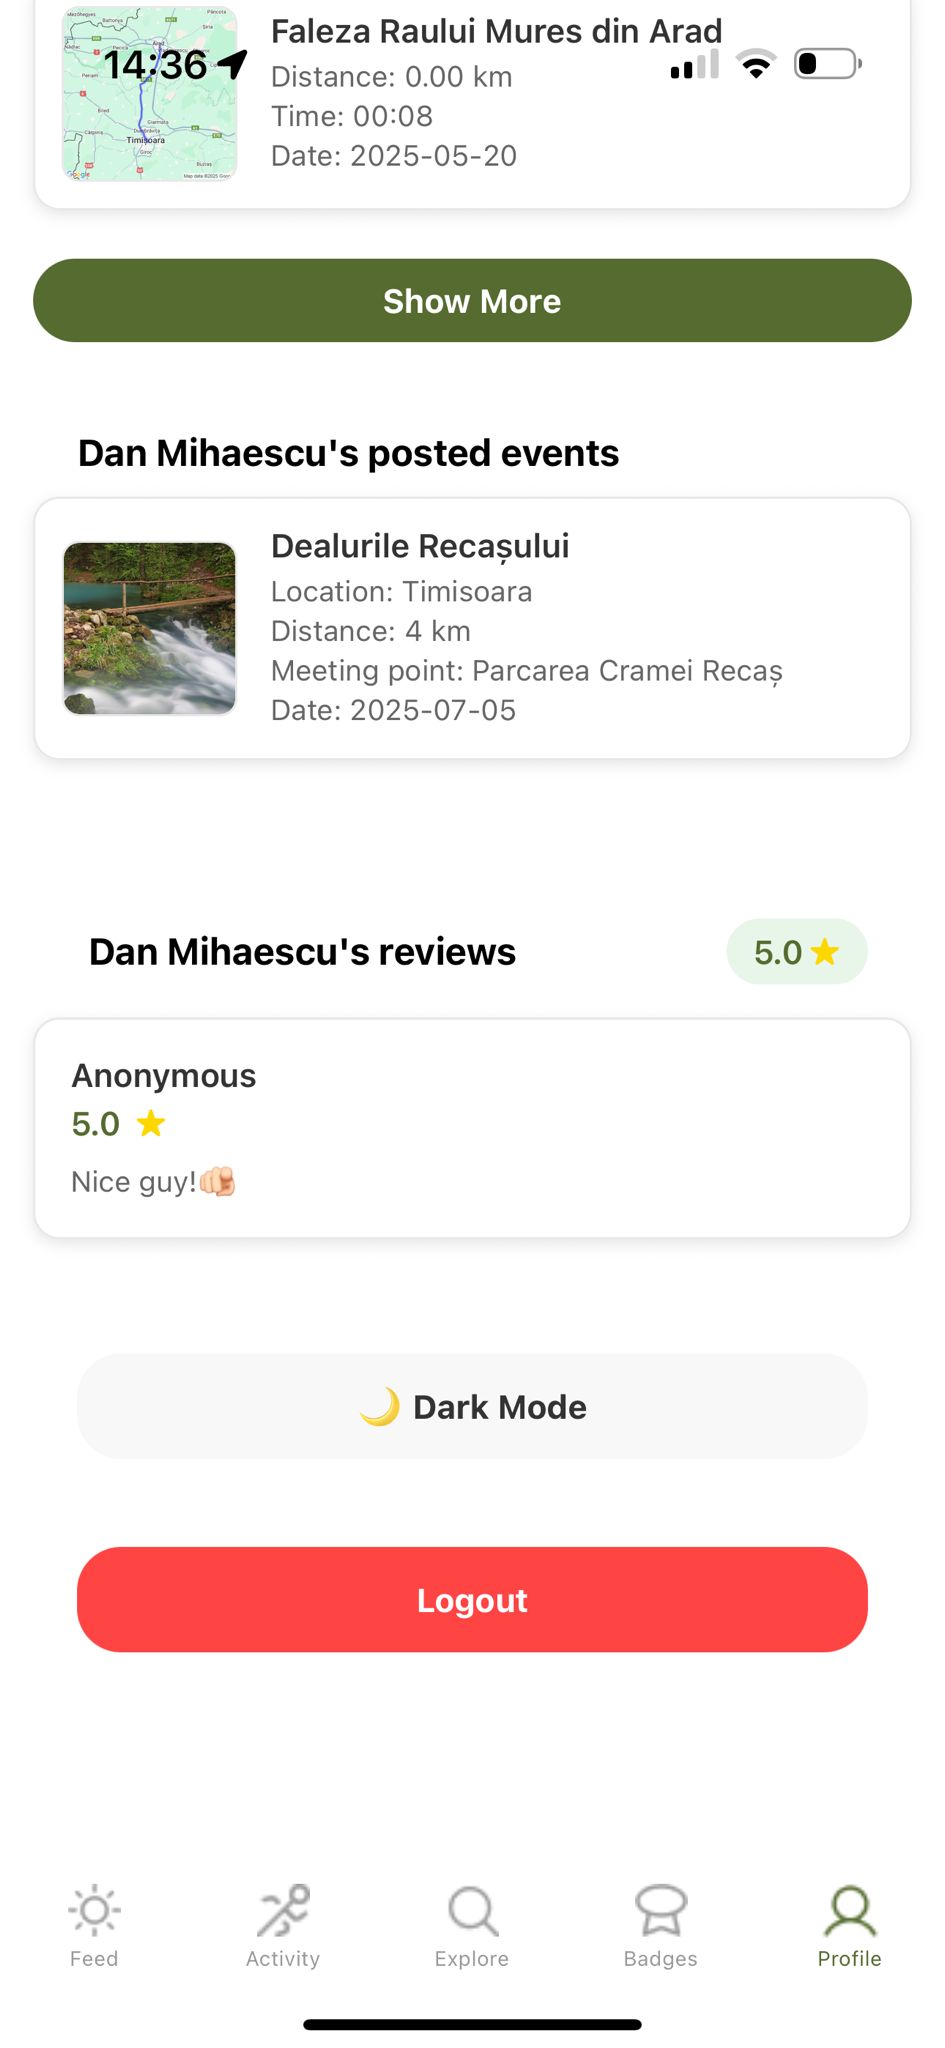 Faleza Raului Mures din Arad
14:36
Distance: 0.00 km
Time: 00:08
Date: 2025-05-20
Arad
Timisoara
Google
Show More
Dan Mihaescu's posted events
Dealurile Recașului
Location: Timisoara
Distance: 4 km
Meeting point: Parcarea Cramei Recaș
Date: 2025-07-05
Dan Mihaescu's reviews
5.0
Anonymous
5.0
Nice guy!
Dark Mode
Logout
Feed
Activity
Explore
Badges
Profile